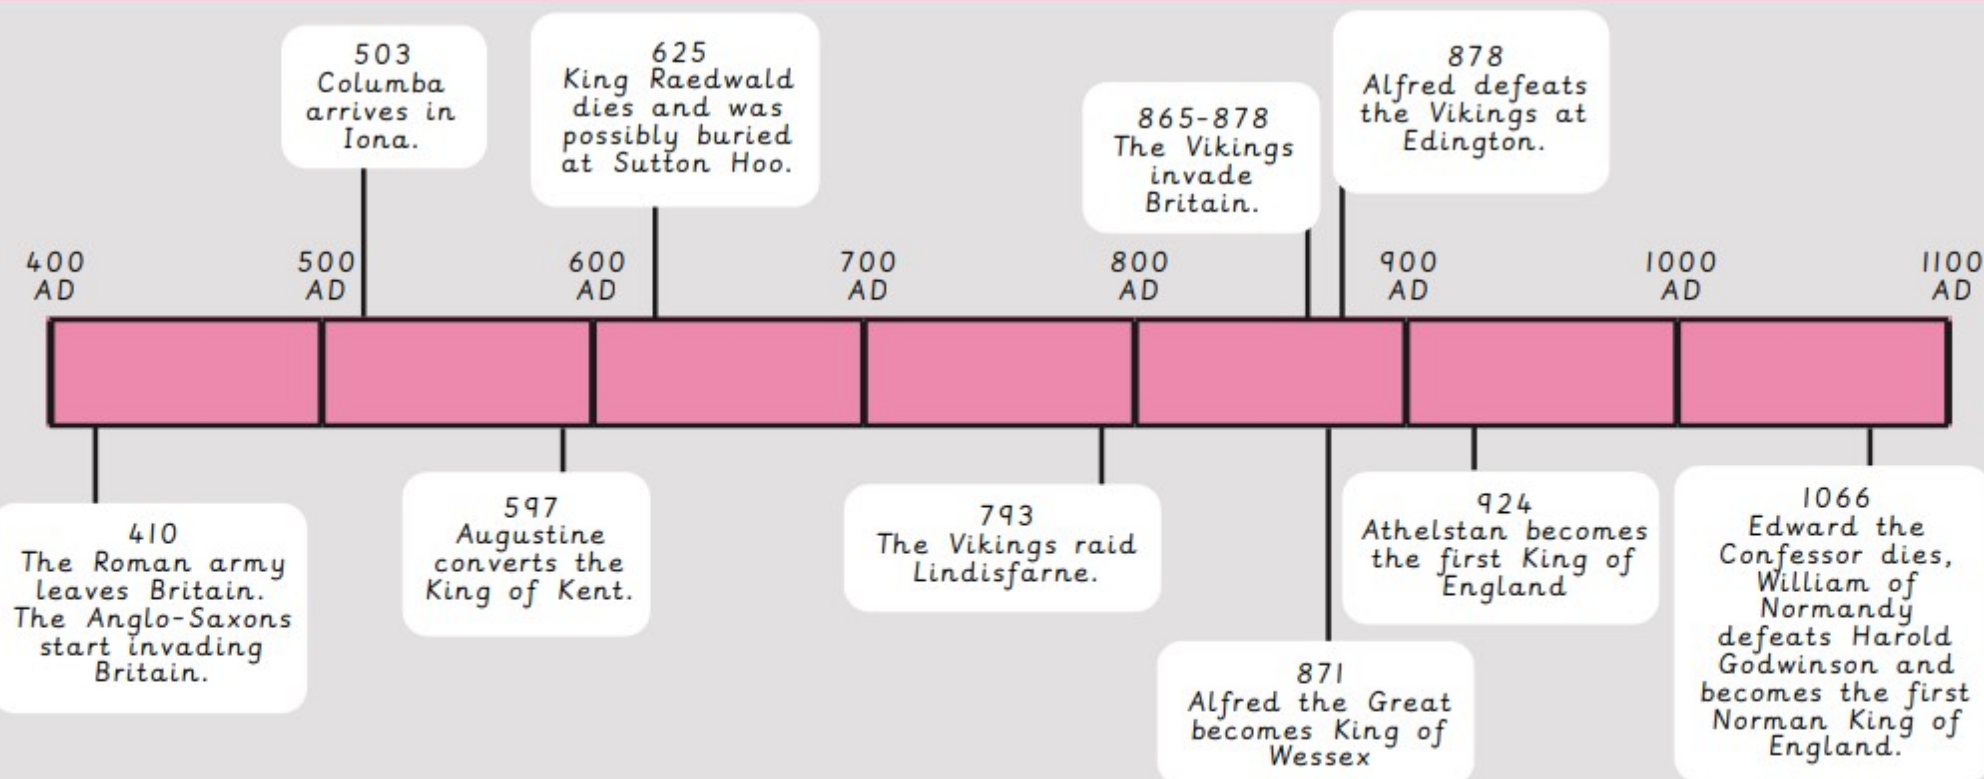 503
Columba
arrives in
Iona.
625
King Raedwald
dies and was
possibly buried
at Sutton Hoo.
865-878
The Vikings
invade
Britain.
878
Alfred defeats
the Vikings at
Edington.
400
AD
500
AD
600
AD
700
AD
800
AD
900
AD
1000
AD
1100
AD
410
The Roman army
leaves Britain.
The Anglo-Saxons
start invading
Britain.
597
Augustine
converts the
King of Kent.
793
The Vikings raid
Lindisfarne.
871
Alfred the Great
becomes King of
Wessex
924
Athelstan becomes
the first King of
England
1066
Edward the
Confessor dies,
William of
Normandy
defeats Harold
Godwinson and
becomes the first
Norman King of
England.